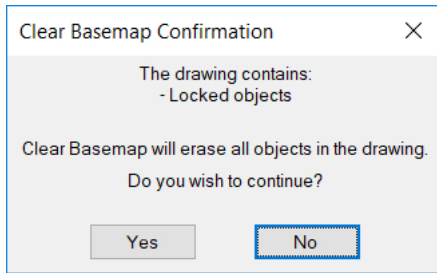 Clear Basemap Confirmation
The drawing contains:
- Locked objects
Clear Basemap will erase all objects in the drawing.
Do you wish to continue?
Yes
No